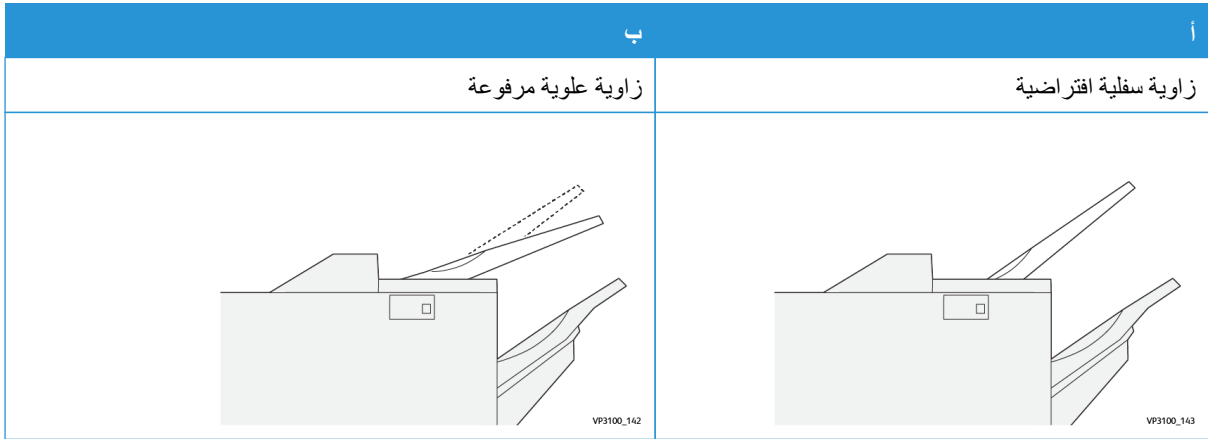 أ
ب
زاوية سفلية افتراضية
زاوية علوية مرفوعة
VP3100_143
VP3100_142